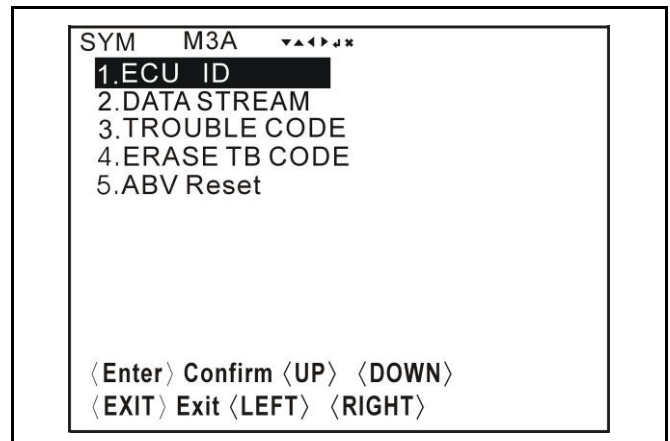 SYM M3A ▼▲◀▶↲✖
1.ECU ID
2.DATA STREAM
3.TROUBLE CODE
4.ERASE TB CODE
5.ABV Reset
〈Enter〉 Confirm 〈UP〉 〈DOWN〉
〈EXIT〉 Exit 〈LEFT〉 〈RIGHT〉